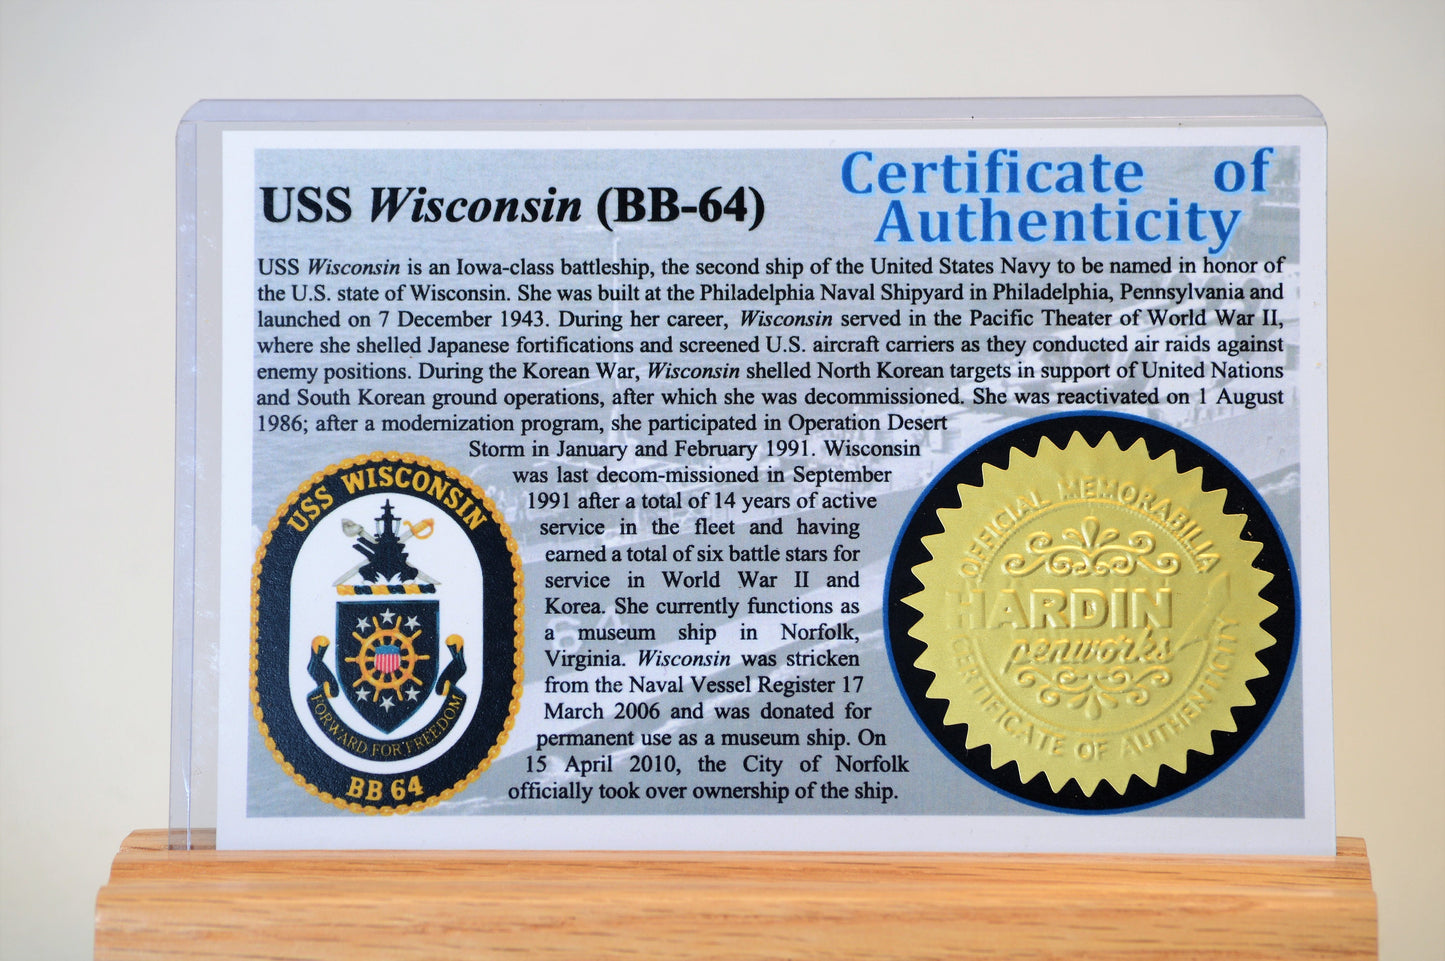 Certificate of
Authenticity
USS Wisconsin (BB-64)
USS Wisconsin is an Iowa-class battleship, the second ship of the United States Navy to be named in honor of
the U.S. state of Wisconsin. She was built at the Philadelphia Naval Shipyard in Philadelphia, Pennsylvania and
launched on 7 December 1943. During her career, Wisconsin served in the Pacific Theater of World War II,
where she shelled Japanese fortifications and screened U.S. aircraft carriers as they conducted air raids against
enemy positions. During the Korean War, Wisconsin shelled North Korean targets in support of United Nations
and South Korean ground operations, after which she was decommissioned. She was reactivated on 1 August
1986; after a modernization program, she participated in Operation Desert
Storm in January and February 1991. Wisconsin
was last decom-missioned in September
1991 after a total of 14 years of active
service in the fleet and having
earned a total of six battle stars for
service in World War II and
Korea. She currently functions as
a museum ship in Norfolk,
Virginia. Wisconsin was stricken
from the Naval Vessel Register 17
March 2006 and was donated for
permanent use as a museum ship. On
15 April 2010, the City of Norfolk
officially took over ownership of the ship.
USS WISCONSIN
FORWARD FOR FREEDOM
BB 64
OFFICIAL MEMORABILIA
HARDIN
penworks
CERTIFICATE OF AUTHENTICITY
64